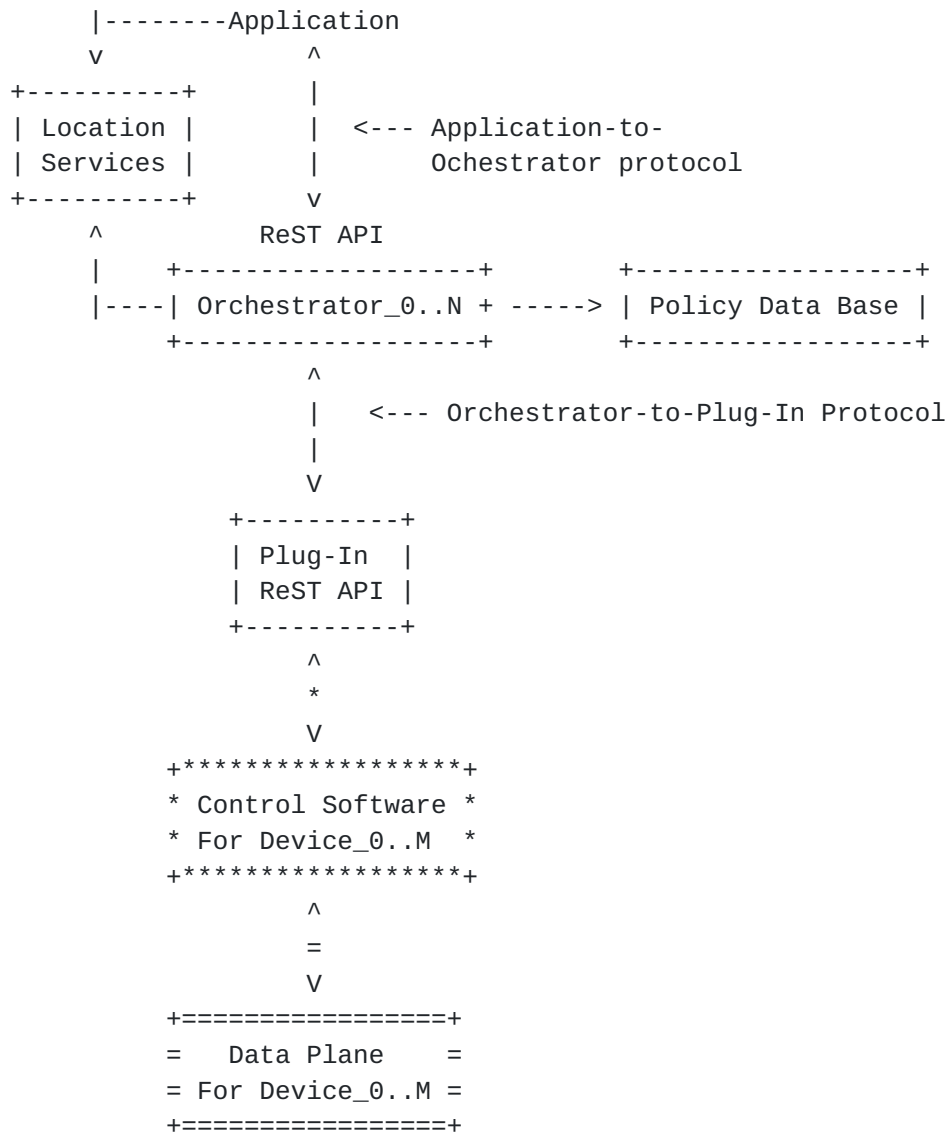 |--------Application
v ^
+----------+ |
| Location | | <--- Application-to-
| Services | | Ochestrator protocol
+----------+ v
^ ReST API
| +-------------------+ +------------------+
|----| Orchestrator_0..N + -----> | Policy Data Base |
+-------------------+ +------------------+
^
| <--- Orchestrator-to-Plug-In Protocol
|
V
+----------+
| Plug-In |
| ReST API |
+----------+
^
*
V
+******************+
* Control Software *
* For Device_0..M *
+******************+
^
=
V
+=================+
= Data Plane =
= For Device_0..M =
+=================+